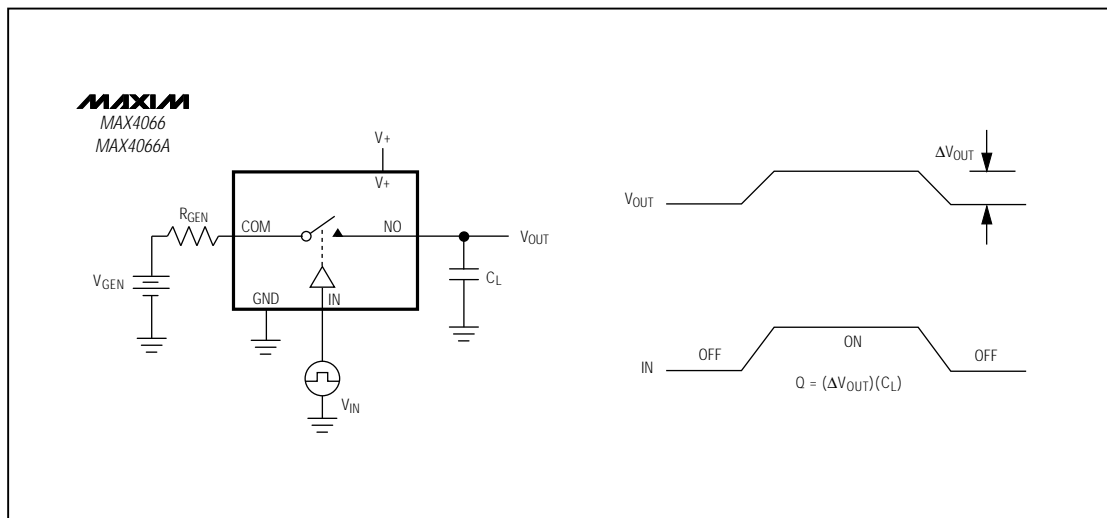 MAXIM
MAX4066
MAX4066A
V+
V+
RGEN
COM
NO
VOUT
VGEN
CL
GND
IN
VIN
ΔVOUT
VOUT
IN
OFF
ON
OFF
Q = (ΔVOUT)(CL)